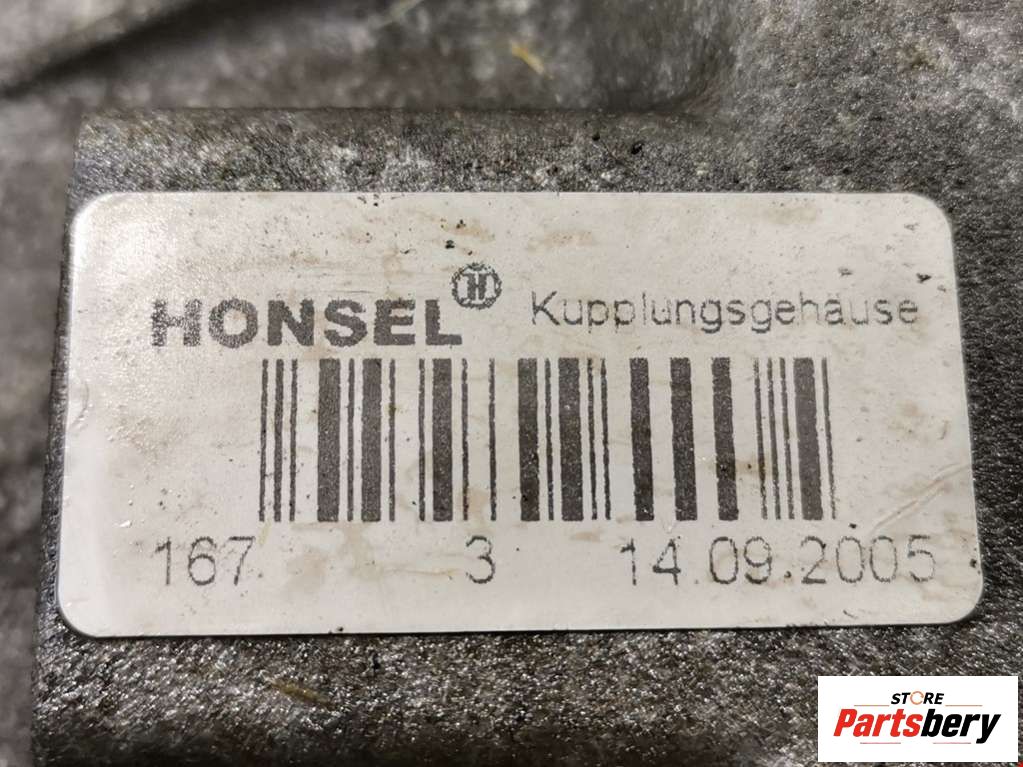 HONSEL H Kupplungsgehäuse
167 3 14.09.2005
STORE
Partsbery